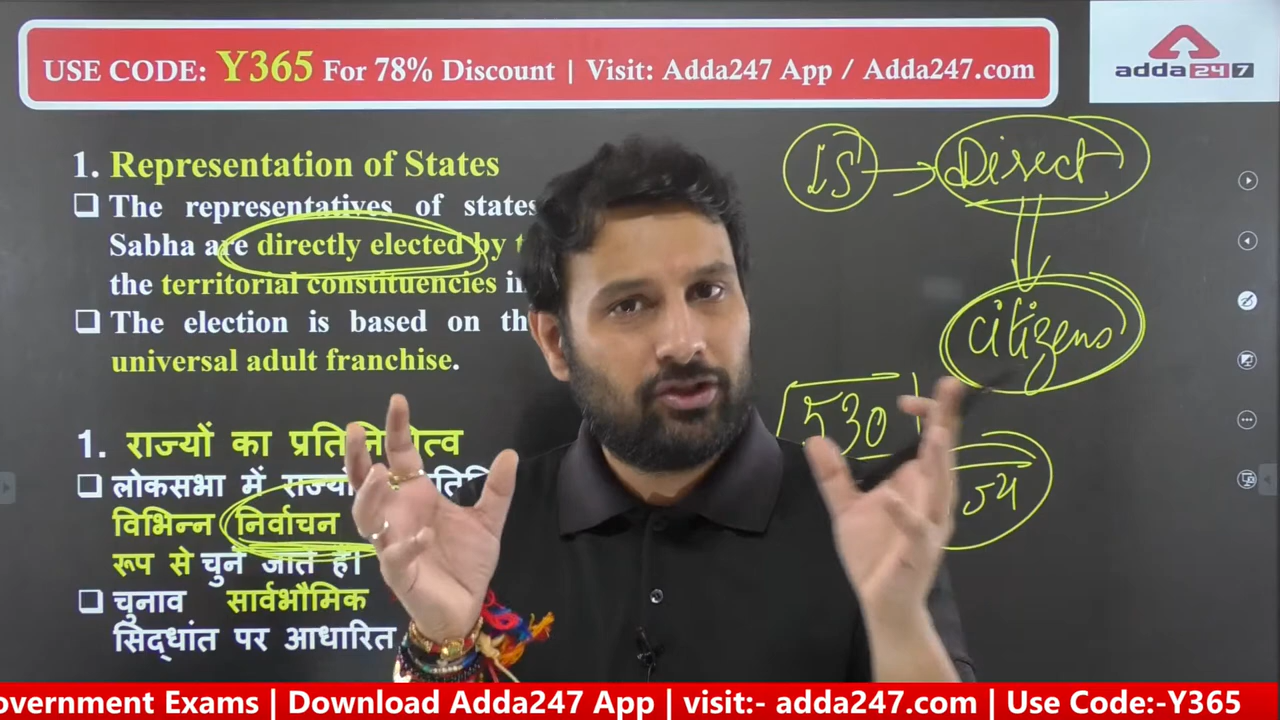 USE CODE: Y365 For 78% Discount | Visit: Adda247 App / Adda247.com
adda247
1. Representation of States
❑ The representatives of states
Sabha are directly elected by
the territorial constituencies
❑ The election is based on
universal adult franchise.
1. राज्यों का
❑ लोकसभा में राज्यों
विभिन्न निर्वाचन
रूप से चुने जाते हैं।
❑ चुनाव सार्वभौमिक
सिद्धांत पर आधारित
LS → Direct
citizens
530
overnment Exams | Download Adda247 App | visit:- adda247.com | Use Code:-Y365